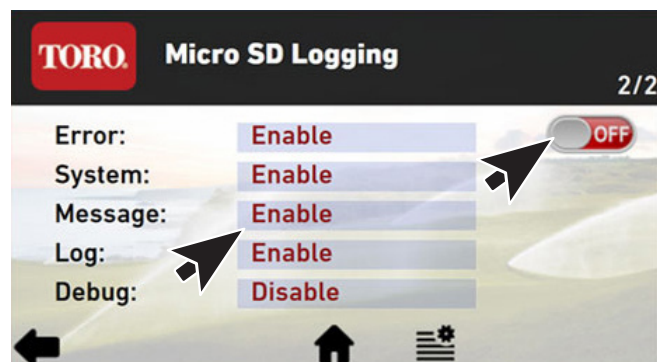 TORO.
Micro SD Logging
2/2
OFF
Error: Enable
System: Enable
Message: Enable
Log: Enable
Debug: Disable